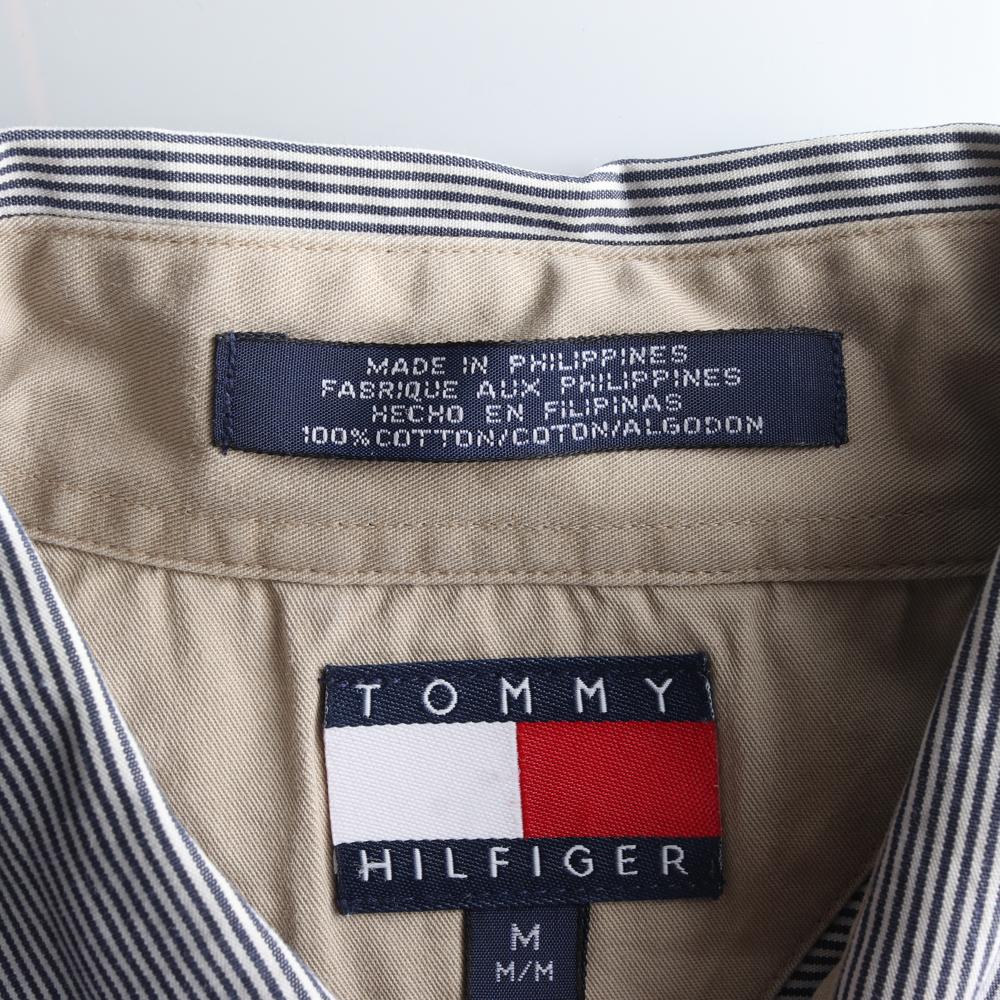 MADE IN PHILIPPINES
FABRIQUE AUX PHILIPPINES
HECHO EN FILIPINAS
100% COTTON/COTON/ALGODON
TOMMY
HILFIGER
M
M/M